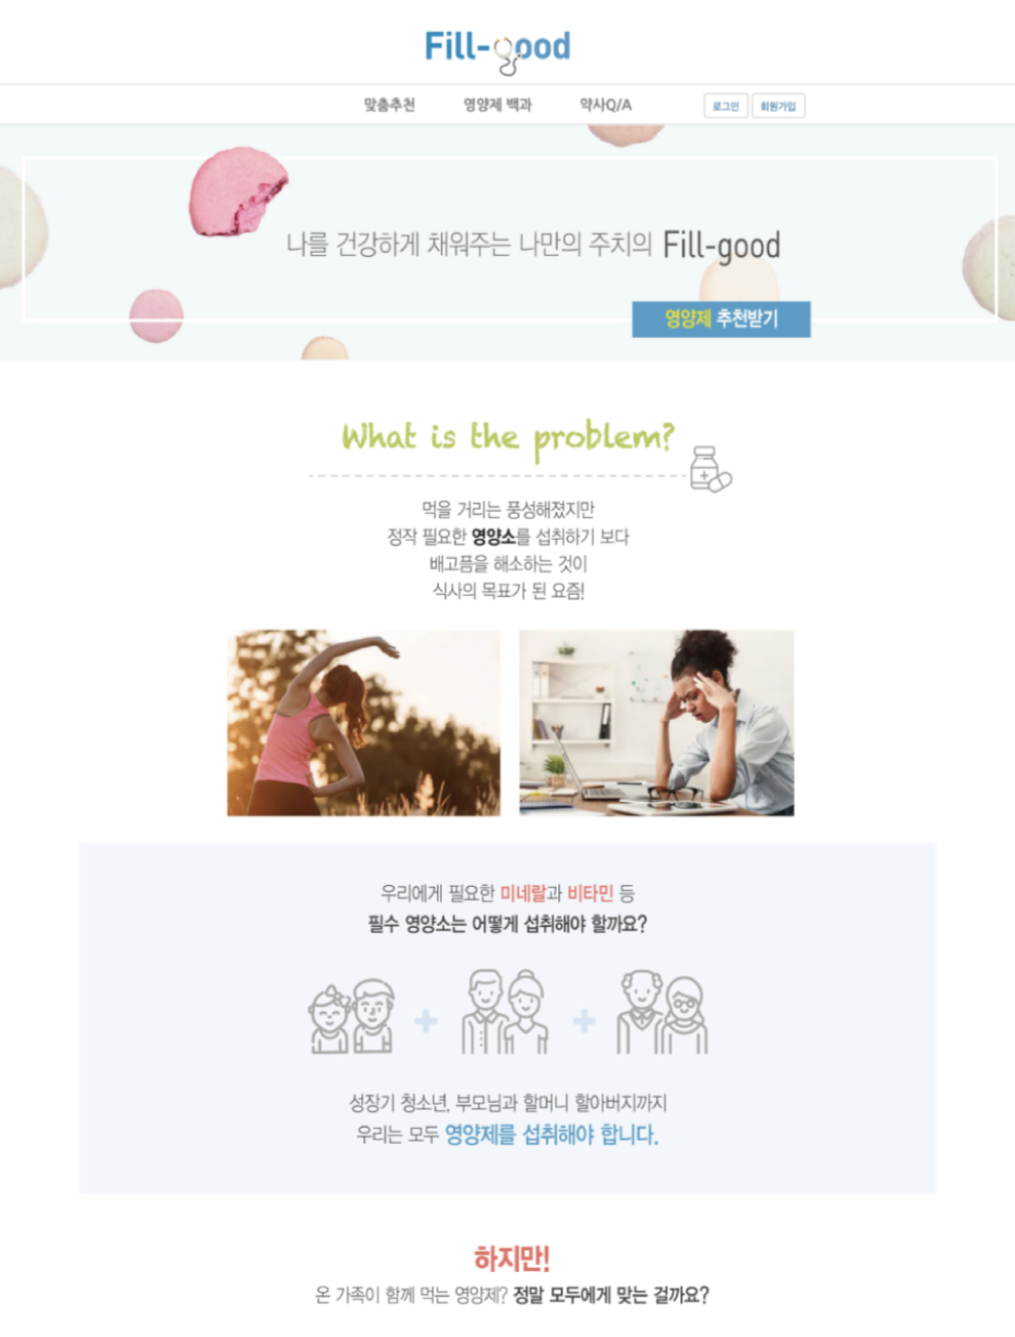 Fill-good
맞춤추천 영양제 백과 약사Q/A 로그인 회원가입
나를 건강하게 채워주는 나만의 주치의 Fill-good
영양제 추천받기
What is the problem?
먹을 거리는 풍성해졌지만
정작 필요한 영양소를 섭취하기 보다
배고픔을 해소하는 것이
식사의 목표가 된 요즘!
우리에게 필요한 미네랄과 비타민 등
필수 영양소는 어떻게 섭취해야 할까요?
성장기 청소년, 부모님과 할머니 할아버지까지
우리는 모두 영양제를 섭취해야 합니다.
하지만!
온 가족이 함께 먹는 영양제? 정말 모두에게 맞는 걸까요?